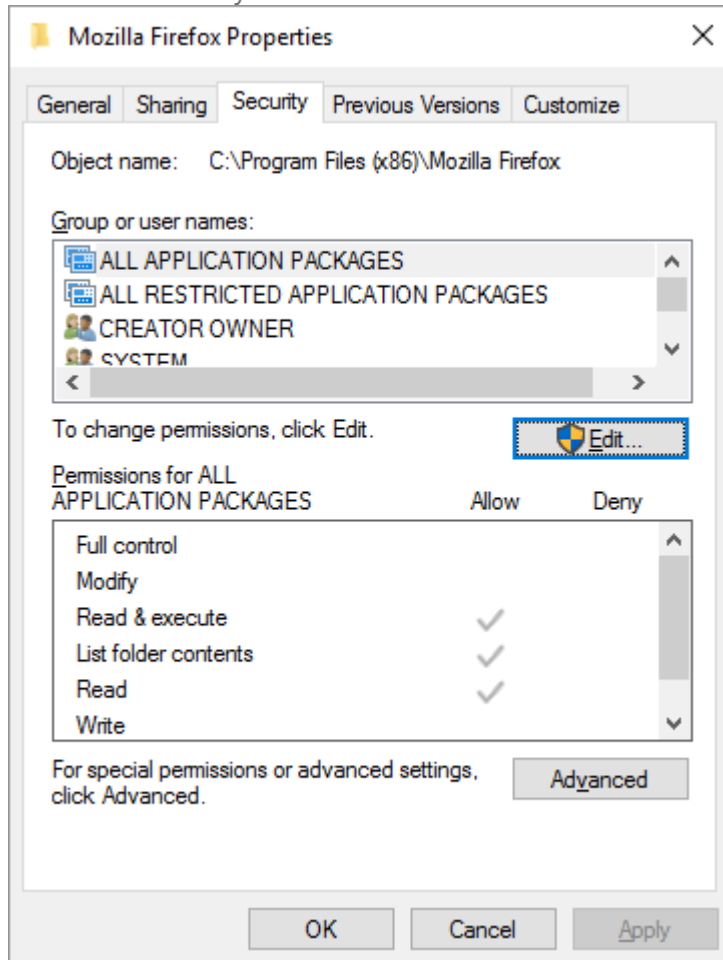 Mozilla Firefox Properties
General Sharing Security Previous Versions Customize
Object name: C:\Program Files (x86)\Mozilla Firefox
Group or user names:
ALL APPLICATION PACKAGES
ALL RESTRICTED APPLICATION PACKAGES
CREATOR OWNER
SYSTEM
To change permissions, click Edit.
Edit...
Permissions for ALL
APPLICATION PACKAGES Allow Deny
Full control
Modify
Read & execute
List folder contents
Read
Write
For special permissions or advanced settings,
click Advanced.
Advanced
OK Cancel Apply